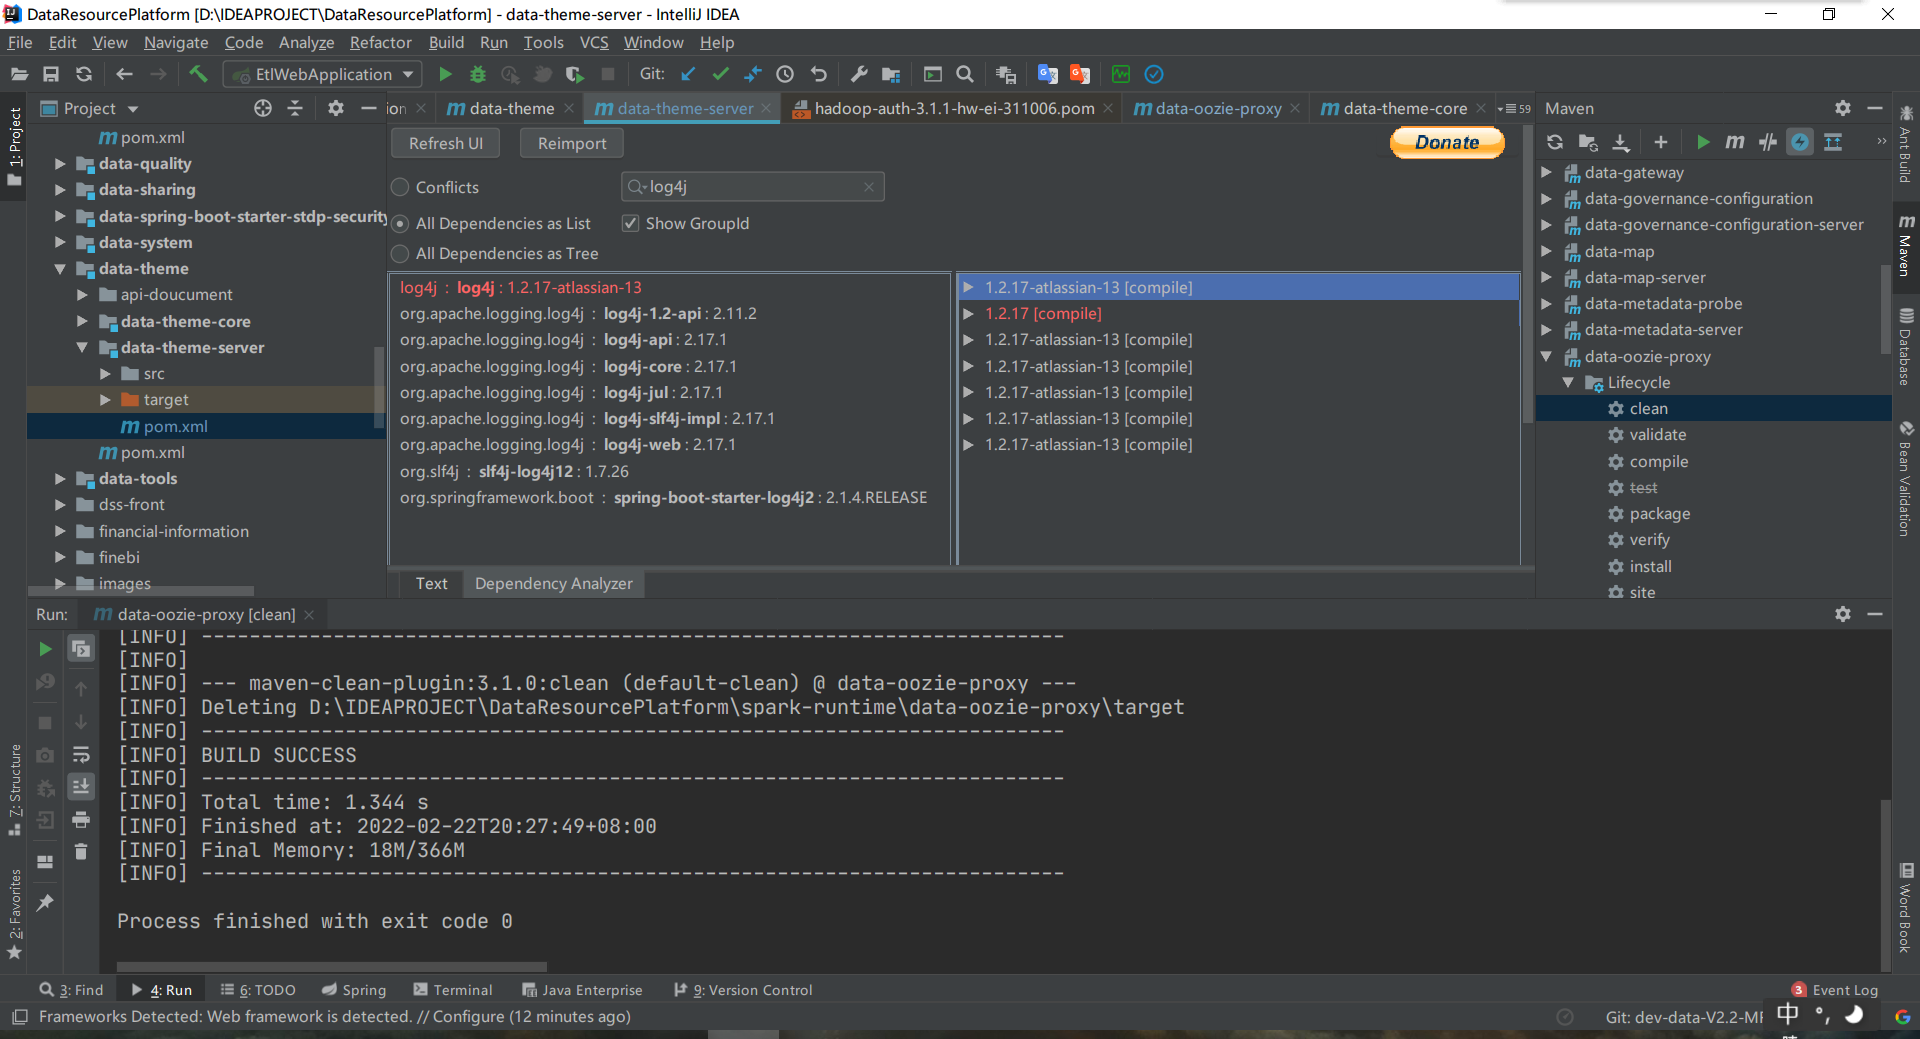 DataResourcePlatform [D:\IDEAPROJECT\DataResourcePlatform] - data-theme-server - IntelliJ IDEA
File Edit View Navigate Code Analyze Refactor Build Run Tools VCS Window Help
EtlWebApplication Git:
Project
ion data-theme data-theme-server hadoop-auth-3.1.1-hw-ei-311006.pom data-oozie-proxy data-theme-core 59
Maven
1: Project
pom.xml
data-quality
data-sharing
data-spring-boot-starter-stdp-security
data-system
data-theme
api-doucument
data-theme-core
data-theme-server
src
target
pom.xml
pom.xml
data-tools
dss-front
financial-information
finebi
images
Refresh UI Reimport Donate
Conflicts log4j
All Dependencies as List Show GroupId
All Dependencies as Tree
log4j : log4j : 1.2.17-atlassian-13
org.apache.logging.log4j : log4j-1.2-api : 2.11.2
org.apache.logging.log4j : log4j-api : 2.17.1
org.apache.logging.log4j : log4j-core : 2.17.1
org.apache.logging.log4j : log4j-jul : 2.17.1
org.apache.logging.log4j : log4j-slf4j-impl : 2.17.1
org.apache.logging.log4j : log4j-web : 2.17.1
org.slf4j : slf4j-log4j12 : 1.7.26
org.springframework.boot : spring-boot-starter-log4j2 : 2.1.4.RELEASE
1.2.17-atlassian-13 [compile]
1.2.17 [compile]
1.2.17-atlassian-13 [compile]
1.2.17-atlassian-13 [compile]
1.2.17-atlassian-13 [compile]
1.2.17-atlassian-13 [compile]
1.2.17-atlassian-13 [compile]
Text Dependency Analyzer
data-gateway
data-governance-configuration
data-governance-configuration-server
data-map
data-map-server
data-metadata-probe
data-metadata-server
data-oozie-proxy
Lifecycle
clean
validate
compile
test
package
verify
install
site
Ant Build
Maven
Database
Bean Validation
Word Book
Run: data-oozie-proxy [clean]
[INFO] ------------------------------------------------------------------------
[INFO]
[INFO] --- maven-clean-plugin:3.1.0:clean (default-clean) @ data-oozie-proxy ---
[INFO] Deleting D:\IDEAPROJECT\DataResourcePlatform\spark-runtime\data-oozie-proxy\target
[INFO] ------------------------------------------------------------------------
[INFO] BUILD SUCCESS
[INFO] ------------------------------------------------------------------------
[INFO] Total time: 1.344 s
[INFO] Finished at: 2022-02-22T20:27:49+08:00
[INFO] Final Memory: 18M/366M
[INFO] ------------------------------------------------------------------------
Process finished with exit code 0
7: Structure
2: Favorites
3: Find 4: Run 6: TODO Spring Terminal Java Enterprise 9: Version Control 3 Event Log
Frameworks Detected: Web framework is detected. // Configure (12 minutes ago) Git: dev-data-V2.2-MF 中 °,